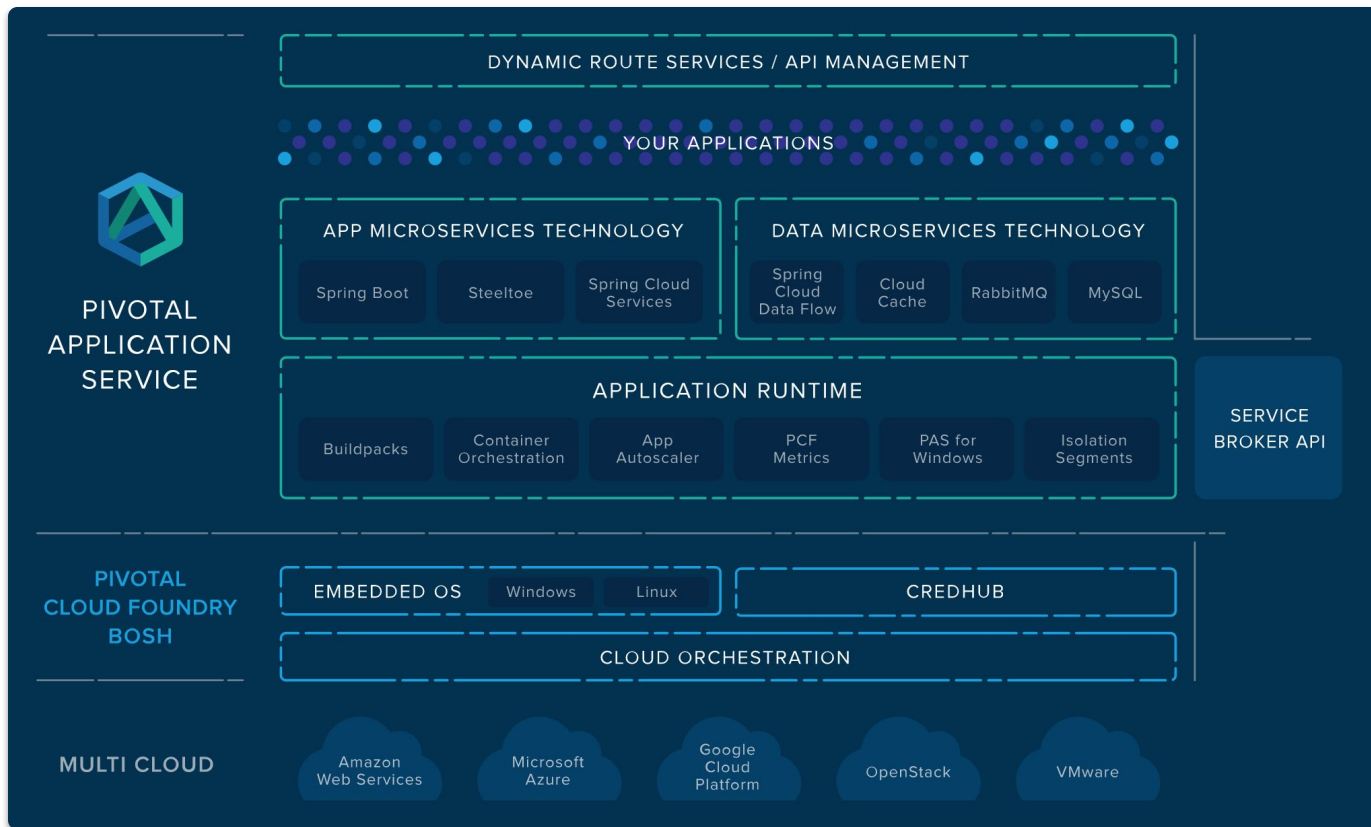 DYNAMIC ROUTE SERVICES / API MANAGEMENT
YOUR APPLICATIONS
PIVOTAL
APPLICATION
SERVICE
APP MICROSERVICES TECHNOLOGY
Spring Boot
Steeltoe
Spring Cloud
Services
DATA MICROSERVICES TECHNOLOGY
Spring
Cloud
Data Flow
Cloud
Cache
RabbitMQ
MySQL
APPLICATION RUNTIME
Buildpacks
Container
Orchestration
App
Autoscaler
PCF
Metrics
PAS for
Windows
Isolation
Segments
SERVICE
BROKER API
PIVOTAL
CLOUD FOUNDRY
BOSH
EMBEDDED OS
Windows
Linux
CREDHUB
CLOUD ORCHESTRATION
MULTI CLOUD
Amazon
Web Services
Microsoft
Azure
Google
Cloud
Platform
OpenStack
VMware